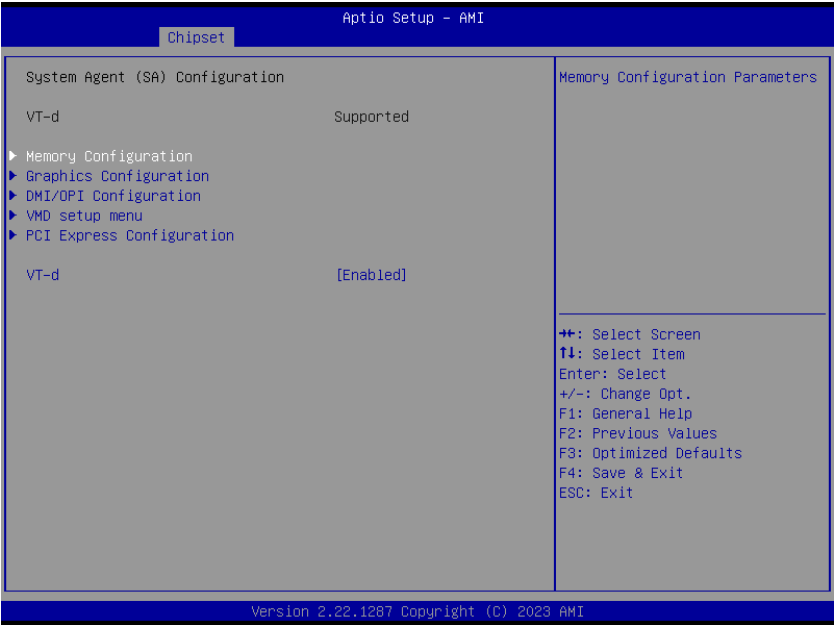 Aptio Setup - AMI
Chipset
System Agent (SA) Configuration
VT-d Supported
Memory Configuration
Graphics Configuration
DMI/OPI Configuration
VMD setup menu
PCI Express Configuration
VT-d [Enabled]
Memory Configuration Parameters
→←: Select Screen
↑↓: Select Item
Enter: Select
+/-: Change Opt.
F1: General Help
F2: Previous Values
F3: Optimized Defaults
F4: Save & Exit
ESC: Exit
Version 2.22.1287 Copyright (C) 2023 AMI